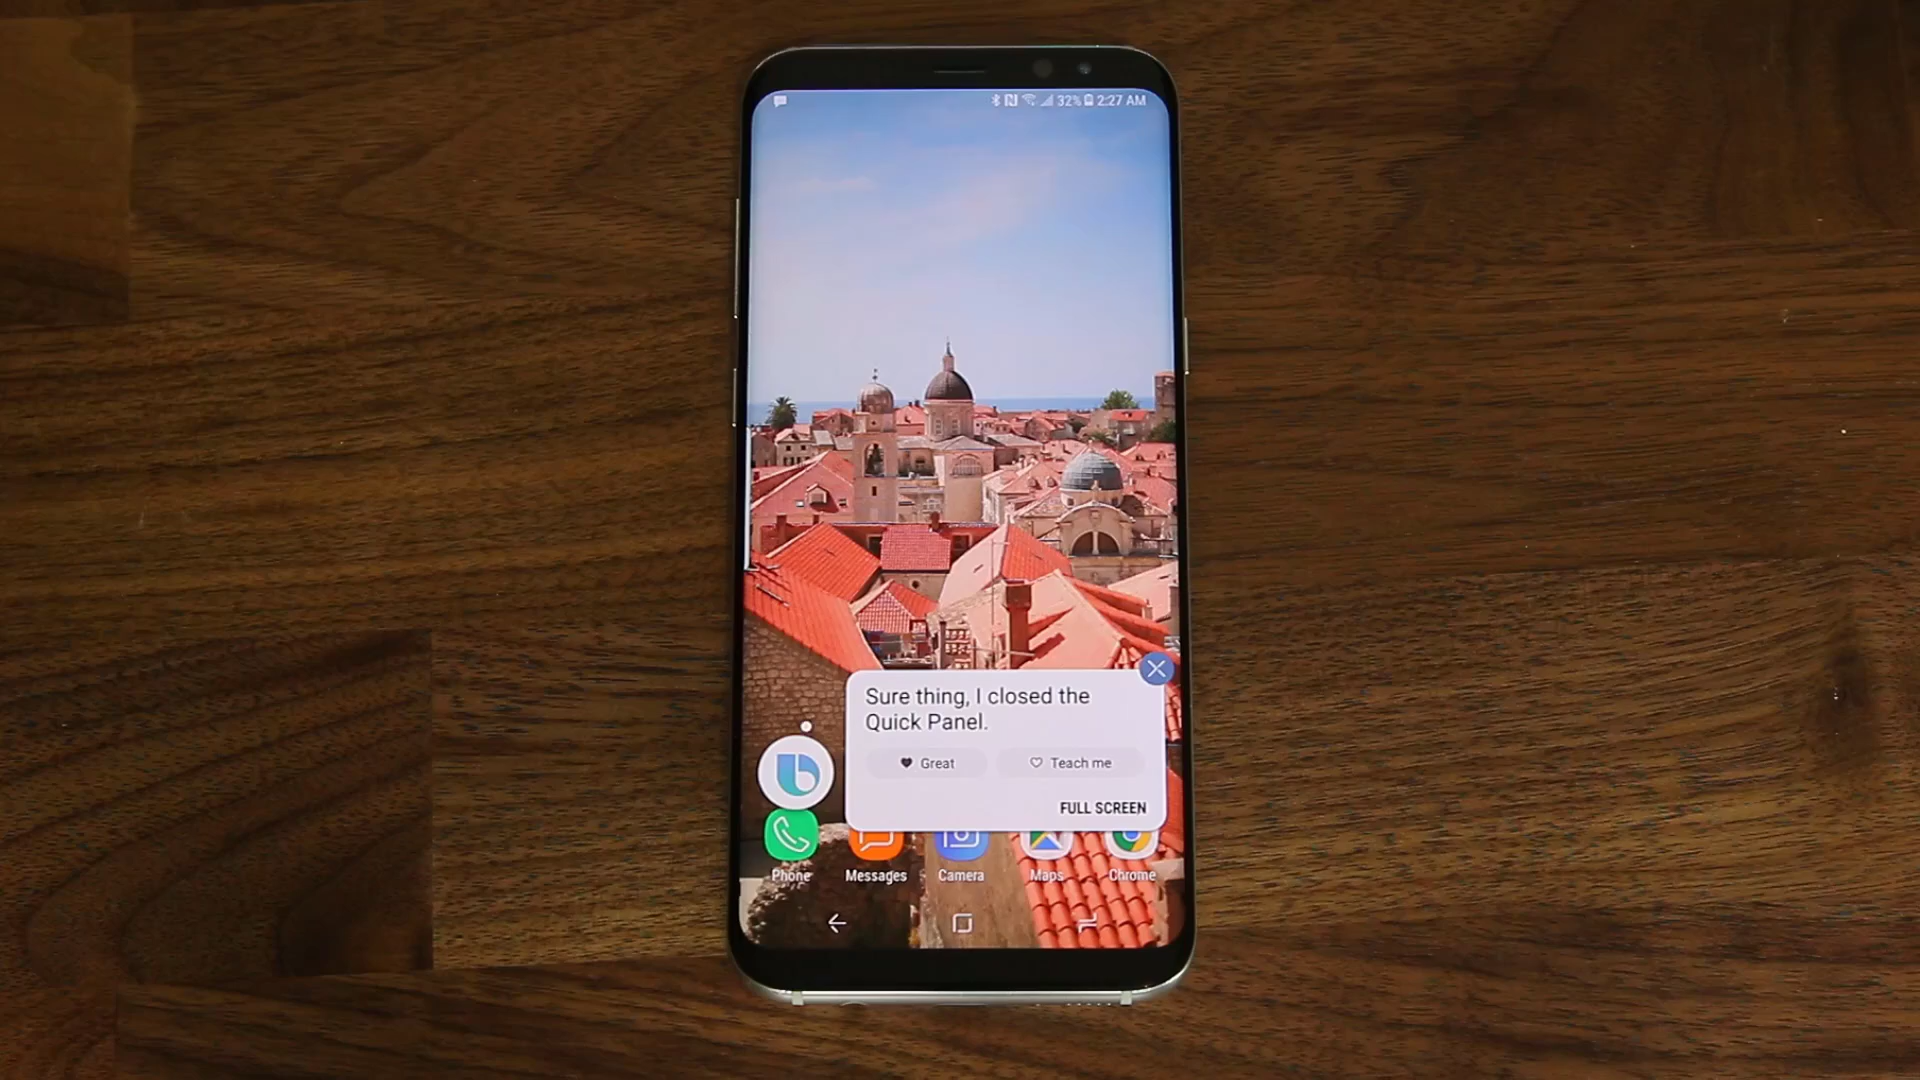 32% 2:27 AM
Sure thing, I closed the
Quick Panel.
Great
Teach me
FULL SCREEN
Phone
Messages
Camera
Maps
Chrome